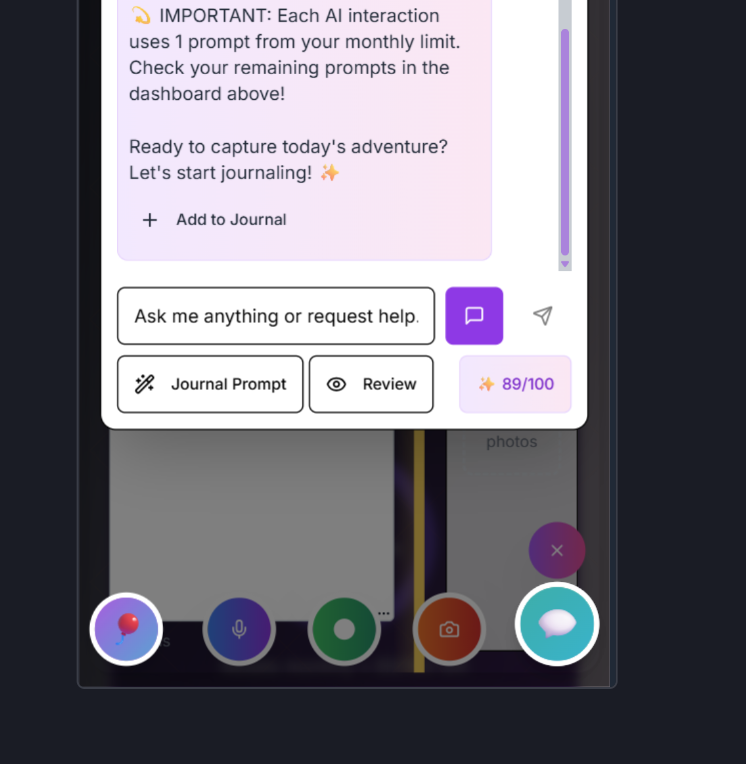 💫 IMPORTANT: Each AI interaction
uses 1 prompt from your monthly limit.
Check your remaining prompts in the
dashboard above!
Ready to capture today's adventure?
Let's start journaling! ✨
+ Add to Journal
Ask me anything or request help.
Journal Prompt
Review
✨ 89/100
photos
...